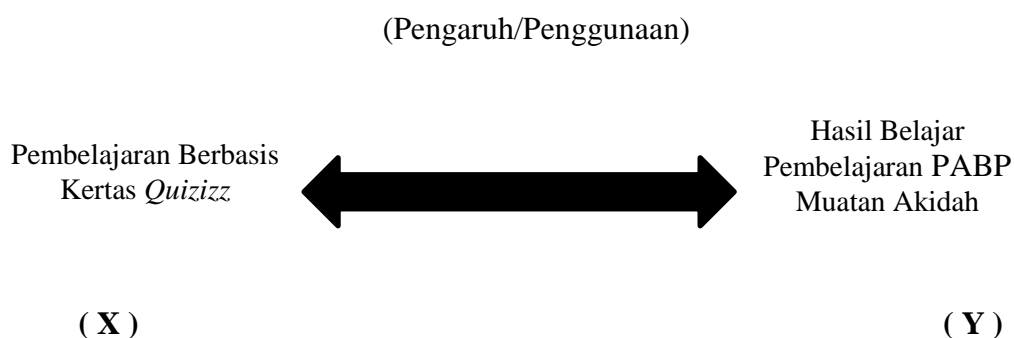 (Pengaruh/Penggunaan)
Pembelajaran Berbasis
Kertas Quizizz
Hasil Belajar
Pembelajaran PABP
Muatan Akidah
( X )
( Y )